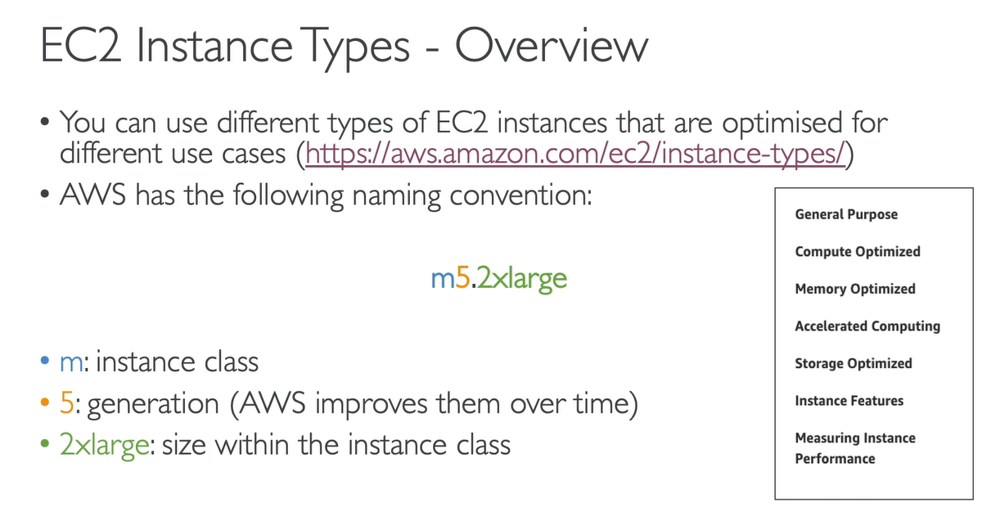 EC2 Instance Types - Overview
• You can use different types of EC2 instances that are optimised for
different use cases (https://aws.amazon.com/ec2/instance-types/)
• AWS has the following naming convention:
m5.2xlarge
• m: instance class
• 5: generation (AWS improves them over time)
• 2xlarge: size within the instance class
General Purpose
Compute Optimized
Memory Optimized
Accelerated Computing
Storage Optimized
Instance Features
Measuring Instance
Performance